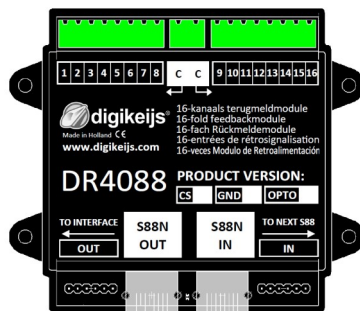 1 2 3 4 5 6 7 8 C C 9 10 11 12 13 14 15 16
digikeijs®
Made in Holland CE
www.digikeijs.com
16-kanaals terugmeldmodule
16-fold feedbackmodule
16-fach Rückmeldemodule
16-entrées de rétrosignalisation
16-veces Modulo de Retroalimentación
DR4088
PRODUCT VERSION:
CS GND OPTO
TO INTERFACE
OUT
S88N
OUT
S88N
IN
TO NEXT S88
IN